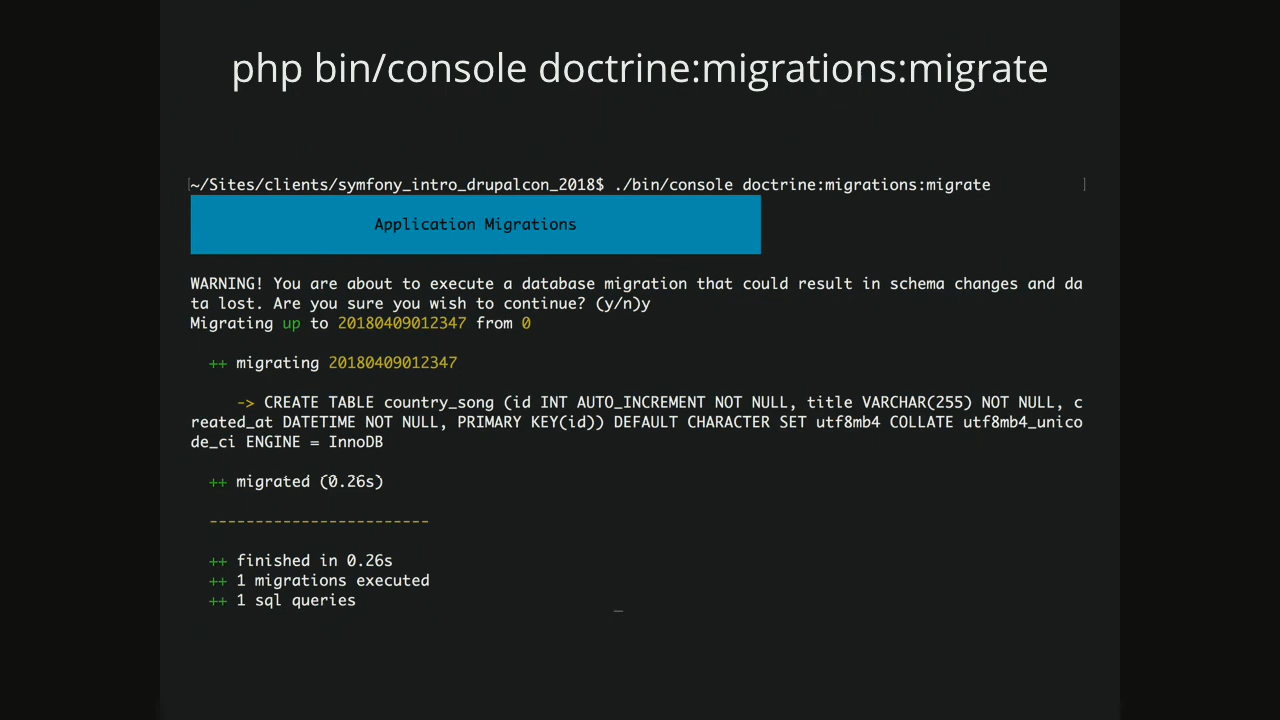 php bin/console doctrine:migrations:migrate
~/Sites/clients/symfony_intro_drupalcon_2018$ ./bin/console doctrine:migrations:migrate
Application Migrations
WARNING! You are about to execute a database migration that could result in schema changes and da
ta lost. Are you sure you wish to continue? (y/n)y
Migrating up to 20180409012347 from 0
++ migrating 20180409012347
-> CREATE TABLE country_song (id INT AUTO_INCREMENT NOT NULL, title VARCHAR(255) NOT NULL, c
reated_at DATETIME NOT NULL, PRIMARY KEY(id)) DEFAULT CHARACTER SET utf8mb4 COLLATE utf8mb4_unico
de_ci ENGINE = InnoDB
++ migrated (0.26s)
------------------------
++ finished in 0.26s
++ 1 migrations executed
++ 1 sql queries